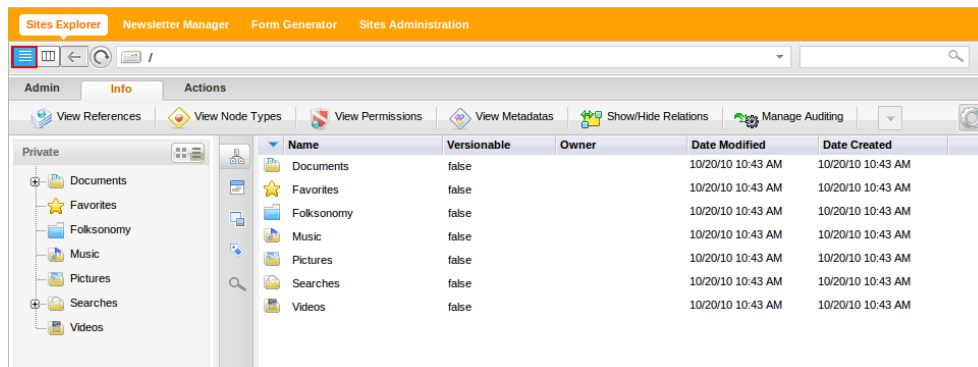 Sites Explorer Newsletter Manager Form Generator Sites Administration
/
Admin Info Actions
View References View Node Types View Permissions View Metadatas Show/Hide Relations Manage Auditing
Private
Documents
Favorites
Folksonomy
Music
Pictures
Searches
Videos
Name Versionable Owner Date Modified Date Created
Documents false 10/20/10 10:43 AM 10/20/10 10:43 AM
Favorites false 10/20/10 10:43 AM 10/20/10 10:43 AM
Folksonomy false 10/20/10 10:43 AM 10/20/10 10:43 AM
Music false 10/20/10 10:43 AM 10/20/10 10:43 AM
Pictures false 10/20/10 10:43 AM 10/20/10 10:43 AM
Searches false 10/20/10 10:43 AM 10/20/10 10:43 AM
Videos false 10/20/10 10:43 AM 10/20/10 10:43 AM